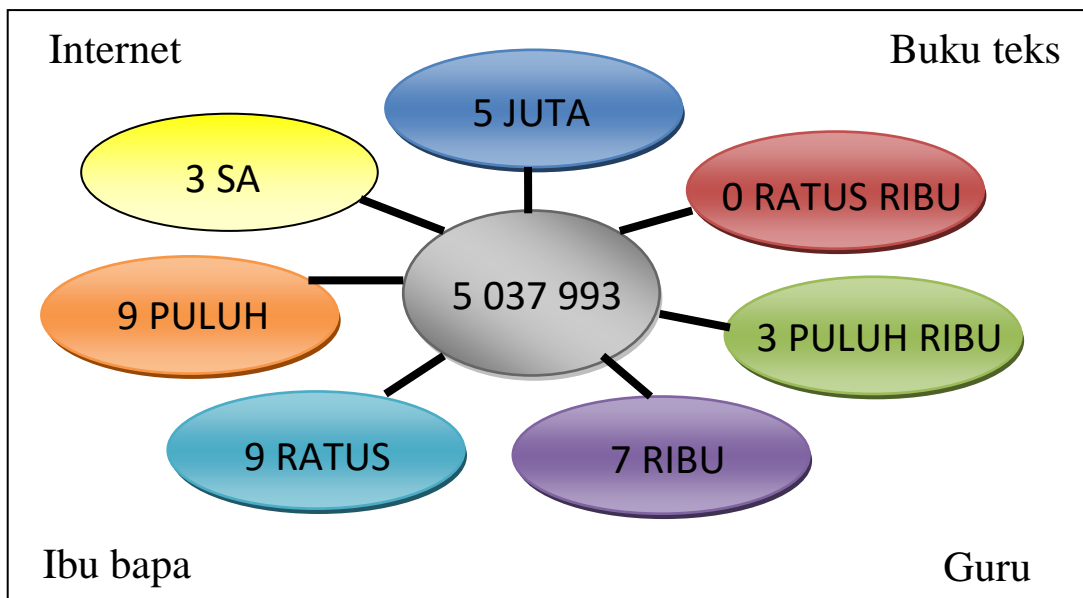 Internet
Buku teks
5 JUTA
3 SA
0 RATUS RIBU
5 037 993
9 PULUH
3 PULUH RIBU
9 RATUS
7 RIBU
Ibu bapa
Guru